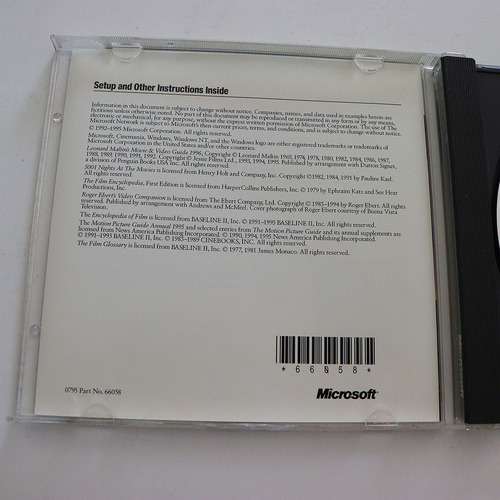 Setup and Other Instructions Inside
Information in this document is subject to change without notice. Companies, names, and data used in examples herein are
fictitious unless otherwise noted. No part of this document may be reproduced or transmitted in any form or by any means,
electronic or mechanical, for any purpose, without the express written permission of Microsoft Corporation. The use of The
Microsoft Network is subject to Microsoft's then current prices, terms, and conditions, and is subject to change without notice.
© 1992-1995 Microsoft Corporation. All rights reserved.
Microsoft, Cinemania, Windows, Windows NT, and the Windows logo are either registered trademarks or trademarks of
Microsoft Corporation in the United States and/or other countries.
Leonard Maltin's Movie & Video Guide 1996, Copyright © Leonard Maltin 1969, 1974, 1978, 1980, 1982, 1984, 1986, 1987,
1988, 1989, 1990, 1991, 1992. Copyright © Jessie Films Ltd., 1993, 1994, 1995. Published by arrangement with Dutton Signet,
a division of Penguin Books USA Inc. All rights reserved.
5001 Nights At The Movies is licensed from Henry Holt and Company, Inc. Copyright ©1982, 1984, 1991 by Pauline Kael.
All rights reserved.
The Film Encyclopedia, First Edition is licensed from HarperCollins Publishers, Inc. © 1979 by Ephraim Katz and See Hear
Productions, Inc.
Roger Ebert's Video Companion is licensed from The Ebert Company, Ltd. Copyright © 1985-1994 by Roger Ebert. All rights
reserved. Published by arrangement with Andrews and McMeel. Cover photograph of Roger Ebert courtesy of Buena Vista
Television.
The Encyclopedia of Film is licensed from BASELINE II, Inc. © 1991-1995 BASELINE II, Inc. All rights reserved.
The Motion Picture Guide Annual 1995 and selected entries from The Motion Picture Guide and its annual supplements are
licensed from News America Publishing Incorporated. © 1990, 1994, 1995 News America Publishing Incorporated.
© 1991-1993 BASELINE II, Inc. © 1985-1989 CINEBOOKS, INC. All rights reserved.
The Film Glossary is licensed from BASELINE II, Inc. © 1977, 1981 James Monaco. All rights reserved.
*66058*
0795 Part No. 66058
Microsoft